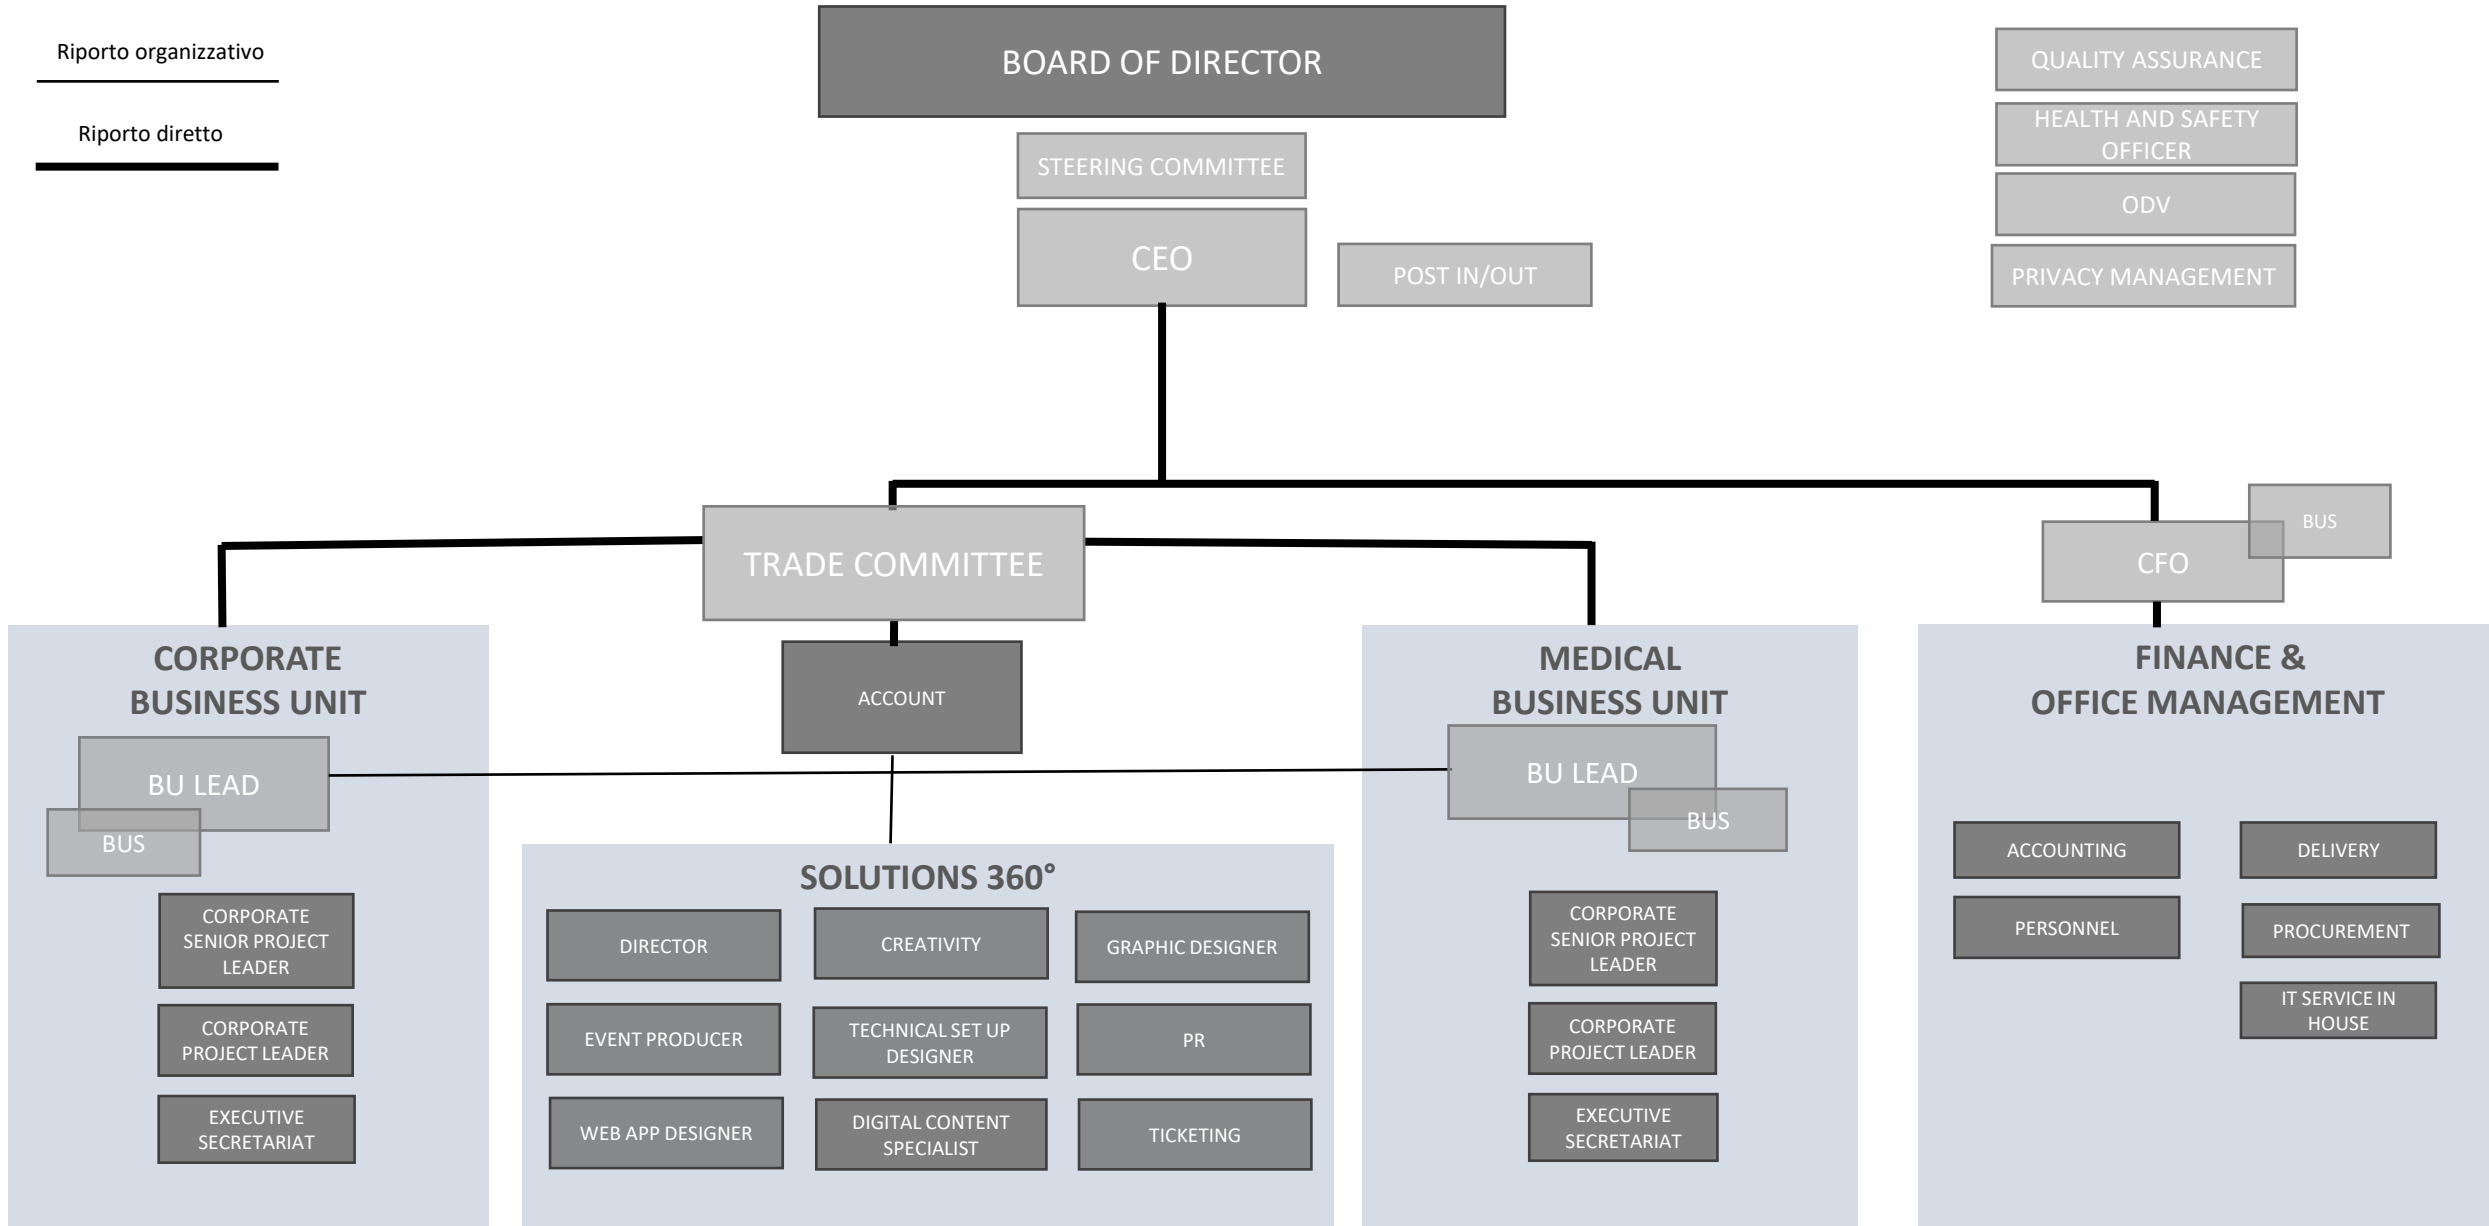 Riporto organizzativo
Riporto diretto
BOARD OF DIRECTOR
STEERING COMMITTEE
CEO
POST IN/OUT
QUALITY ASSURANCE
HEALTH AND SAFETY
OFFICER
ODV
PRIVACY MANAGEMENT
TRADE COMMITTEE
BUS
CFO
CORPORATE
BUSINESS UNIT
BU LEAD
BUS
CORPORATE
SENIOR PROJECT
LEADER
CORPORATE
PROJECT LEADER
EXECUTIVE
SECRETARIAT
ACCOUNT
SOLUTIONS 360°
DIRECTOR
CREATIVITY
GRAPHIC DESIGNER
EVENT PRODUCER
TECHNICAL SET UP
DESIGNER
PR
WEB APP DESIGNER
DIGITAL CONTENT
SPECIALIST
TICKETING
MEDICAL
BUSINESS UNIT
BU LEAD
BUS
CORPORATE
SENIOR PROJECT
LEADER
CORPORATE
PROJECT LEADER
EXECUTIVE
SECRETARIAT
FINANCE &
OFFICE MANAGEMENT
ACCOUNTING
DELIVERY
PERSONNEL
PROCUREMENT
IT SERVICE IN
HOUSE